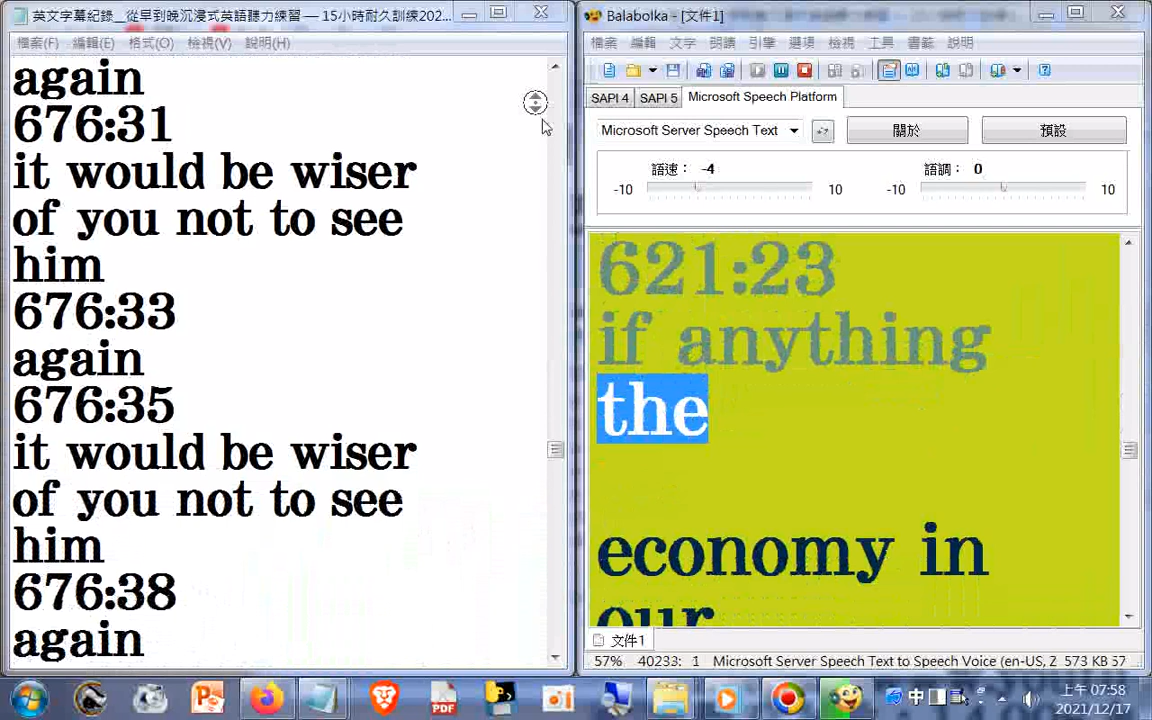 英文字幕紀錄__從早到晚沉浸式英語聽力練習 — 15小時耐久訓練202...
檔案(F) 編輯(E) 格式(O) 檢視(V) 說明(H)
again
676:31
it would be wiser
of you not to see
him
676:33
again
676:35
it would be wiser
of you not to see
him
676:38
again
Balabolka - [文件1]
檔案 編輯 文字 朗讀 引擎 選項 檢視 工具 書籤 說明
SAPI 4 SAPI 5 Microsoft Speech Platform
Microsoft Server Speech Text 關於 預設
語速： -4 語調： 0
-10 10 -10 10
621:23
if anything
the
economy in
our
文件1
57% 40233: 1 Microsoft Server Speech Text to Speech Voice (en-US, 2 573 KB 57
中
上午 07:58
2021/12/17